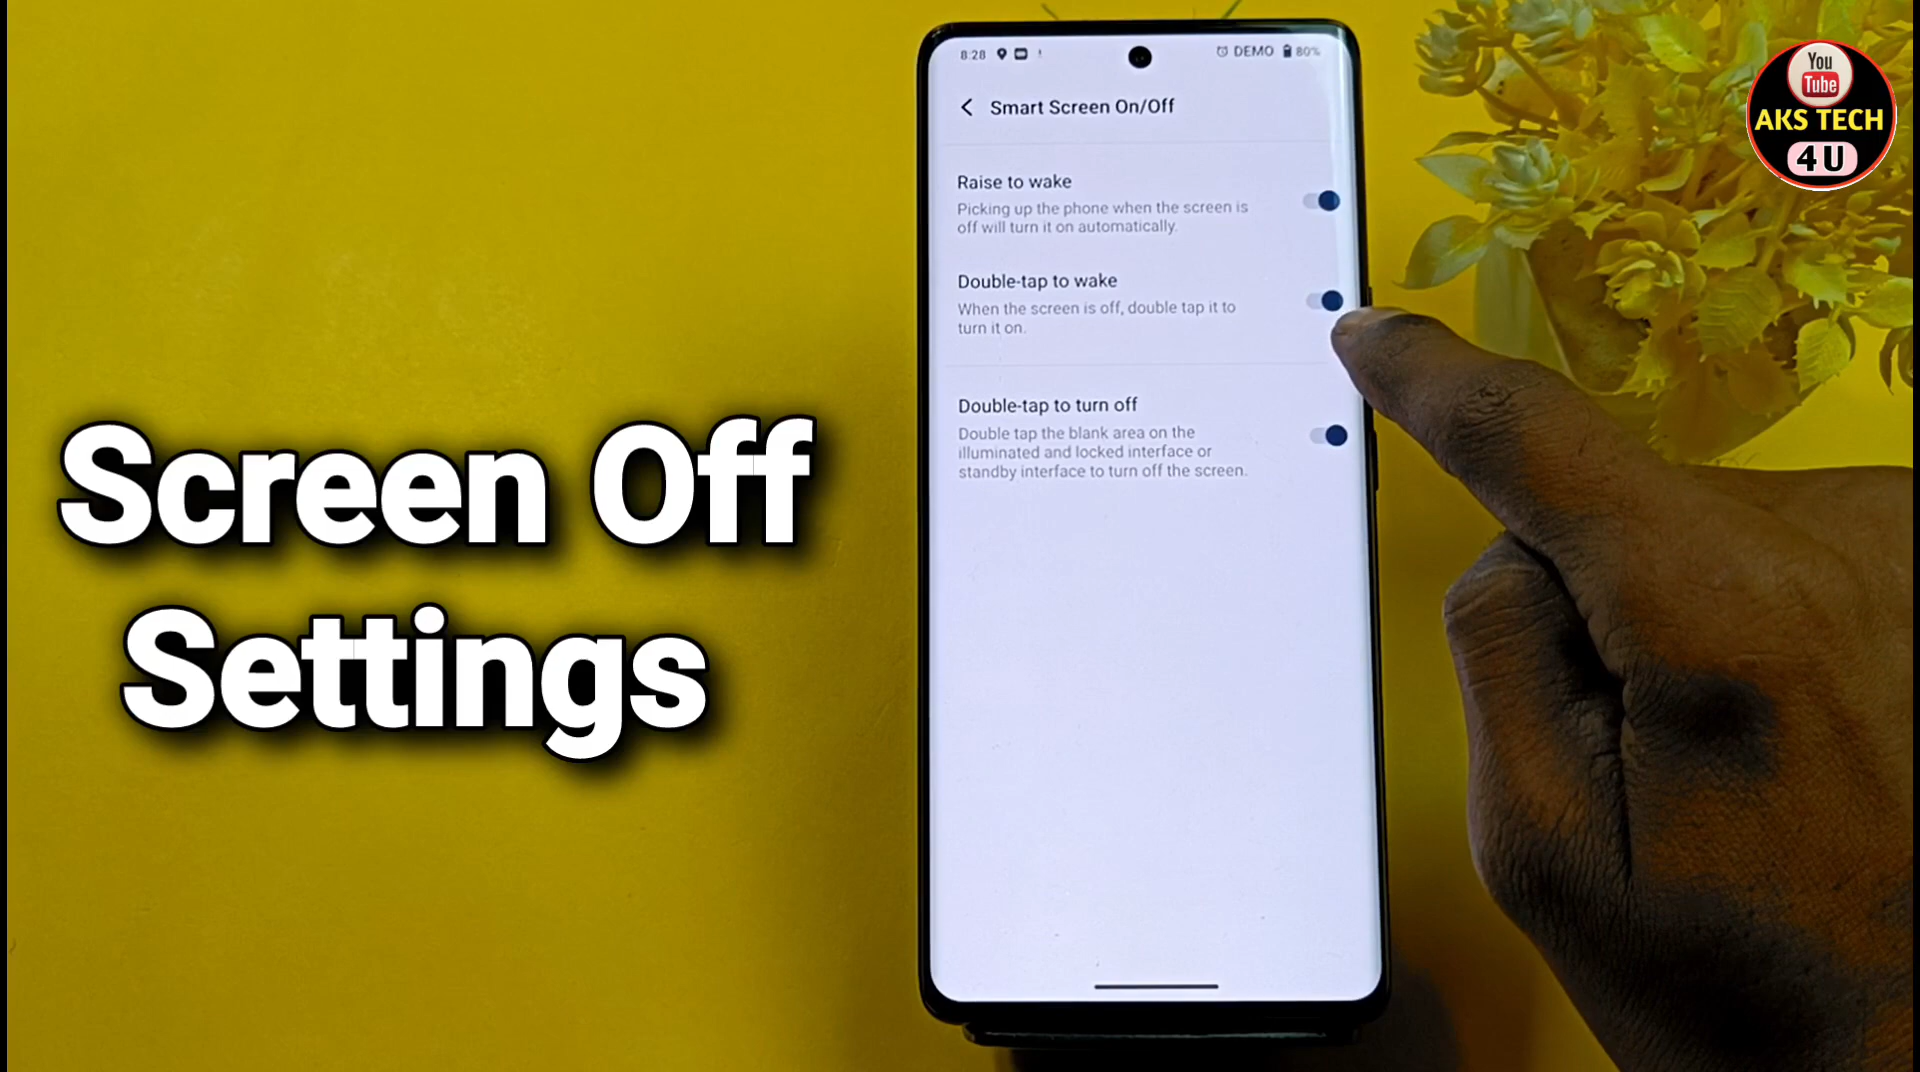 8:28
DEMO 80%
Smart Screen On/Off
Raise to wake
Picking up the phone when the screen is
off will turn it on automatically.
Double-tap to wake
When the screen is off, double tap it to
turn it on.
Double-tap to turn off
Double tap the blank area on the
illuminated and locked interface or
standby interface to turn off the screen.
Screen Off
Settings
You
Tube
AKS TECH
4 U